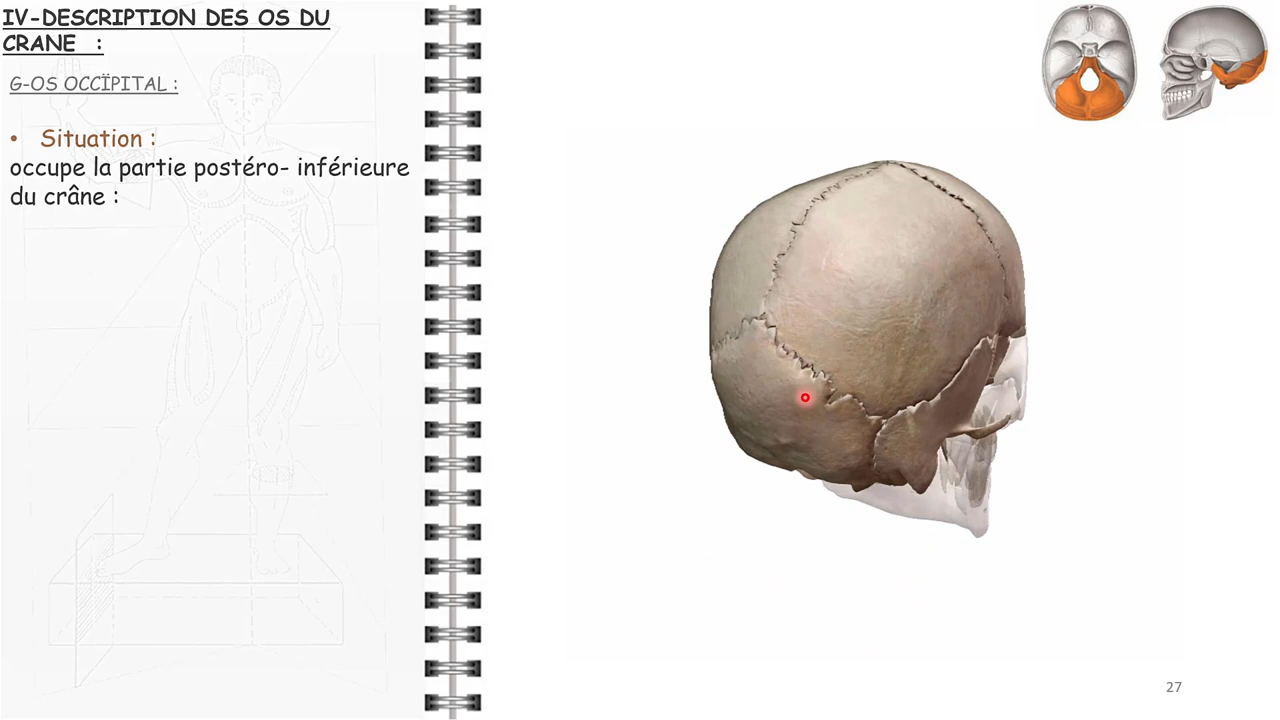 IV-DESCRIPTION DES OS DU
CRANE :
G-OS OCCÏPITAL :
• Situation :
occupe la partie postéro- inférieure
du crâne :
27